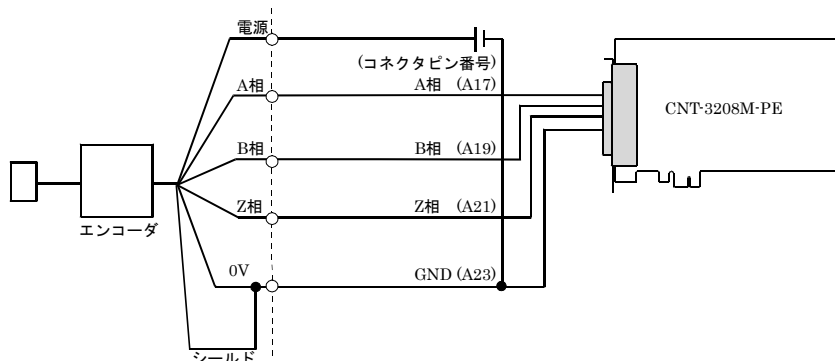 電源
(コネクタピン番号)
A相
A相 (A17)
CNT-3208M-PE
B相
B相 (A19)
Z相
Z相 (A21)
エンコーダ
0V
GND (A23)
シールド